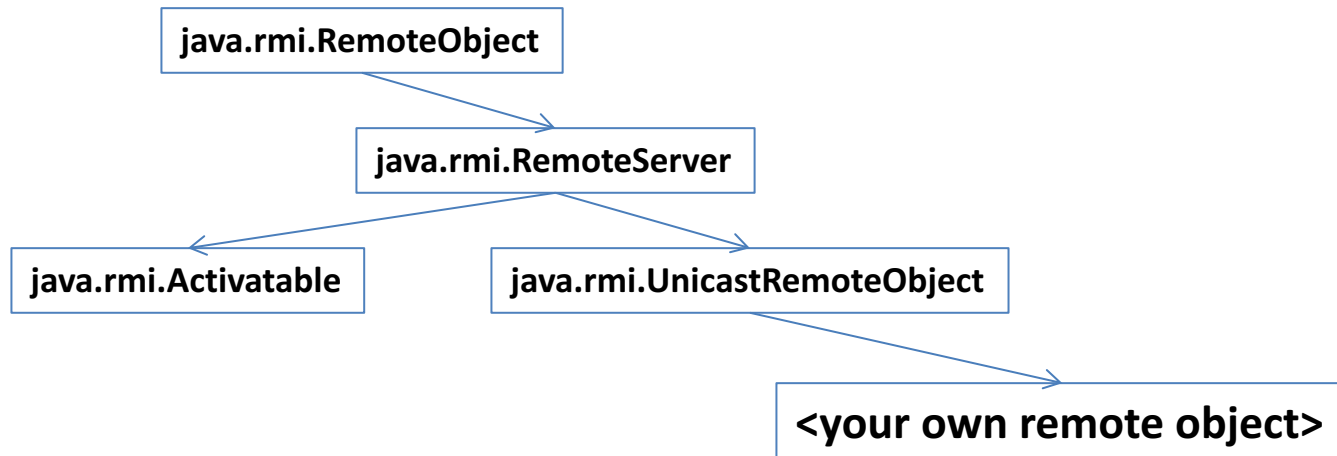 java.rmi.RemoteObject
java.rmi.RemoteServer
java.rmi.Activatable
java.rmi.UnicastRemoteObject
<your own remote object>